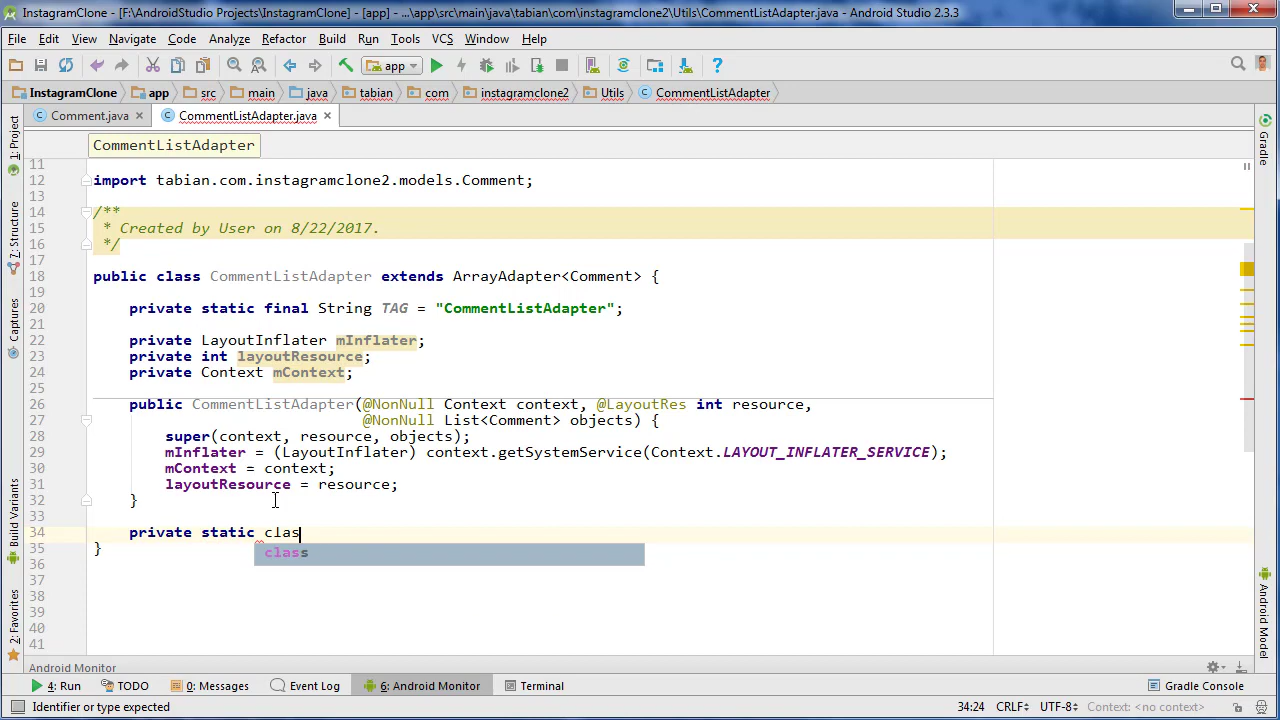 InstagramClone - [F:\AndroidStudio Projects\InstagramClone] - [app] - ...\app\src\main\java\tabian\com\instagramclone2\Utils\CommentListAdapter.java - Android Studio 2.3.3
File Edit View Navigate Code Analyze Refactor Build Run Tools VCS Window Help
app
InstagramClone app src main java tabian com instagramclone2 Utils CommentListAdapter
Comment.java CommentListAdapter.java
CommentListAdapter
11
12 import tabian.com.instagramclone2.models.Comment;
13
14 /**
15 * Created by User on 8/22/2017.
16 */
17
18 public class CommentListAdapter extends ArrayAdapter<Comment> {
19
20 private static final String TAG = "CommentListAdapter";
21
22 private LayoutInflater mInflater;
23 private int layoutResource;
24 private Context mContext;
25
26 public CommentListAdapter(@NonNull Context context, @LayoutRes int resource,
27 @NonNull List<Comment> objects) {
28 super(context, resource, objects);
29 mInflater = (LayoutInflater) context.getSystemService(Context.LAYOUT_INFLATER_SERVICE);
30 mContext = context;
31 layoutResource = resource;
32 }
33
34 private static clas
class
35 }
36
37
38
39
40
41
1: Project
7: Structure
Captures
Build Variants
2: Favorites
Gradle
Android Model
Android Monitor
4: Run TODO 0: Messages Event Log 6: Android Monitor Terminal Gradle Console
Identifier or type expected 34:24 CRLF UTF-8 Context: <no context>